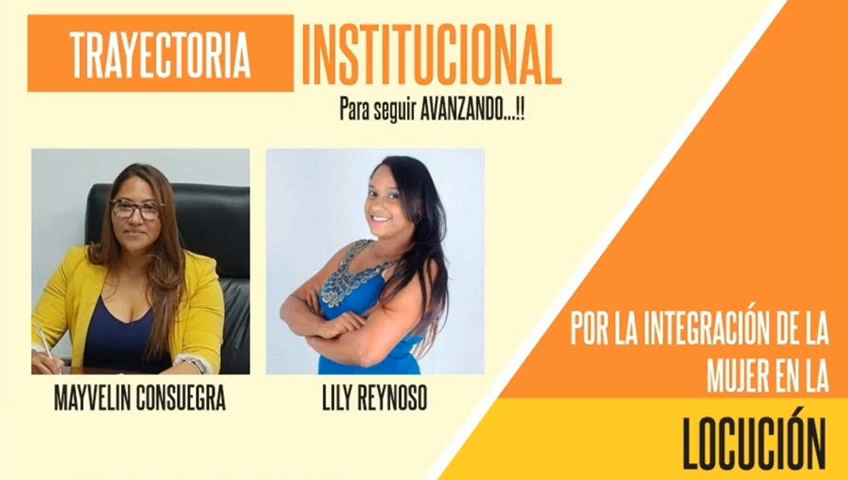 TRAYECTORIA INSTITUCIONAL
Para seguir AVANZANDO...!!
MAYVELIN CONSUEGRA
LILY REYNOSO
POR LA INTEGRACIÓN DE LA
MUJER EN LA
LOCUCIÓN